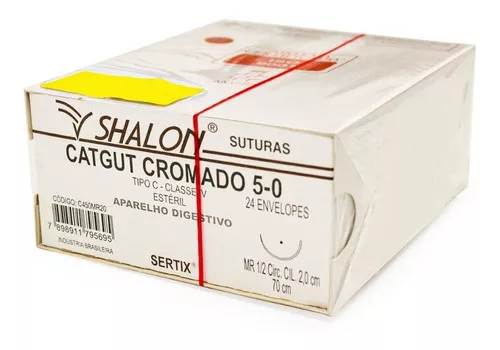 SHALON® SUTURAS
CATGUT CROMADO 5-0
TIPO C - CLASSE IV
ESTÉRIL
24 ENVELOPES
APARELHO DIGESTIVO
CÓDIGO: C450MR20
7 898911 795695
INDÚSTRIA BRASILEIRA
SERTIX®
MR 1/2 Circ. CIL. 2,0 cm
70 cm